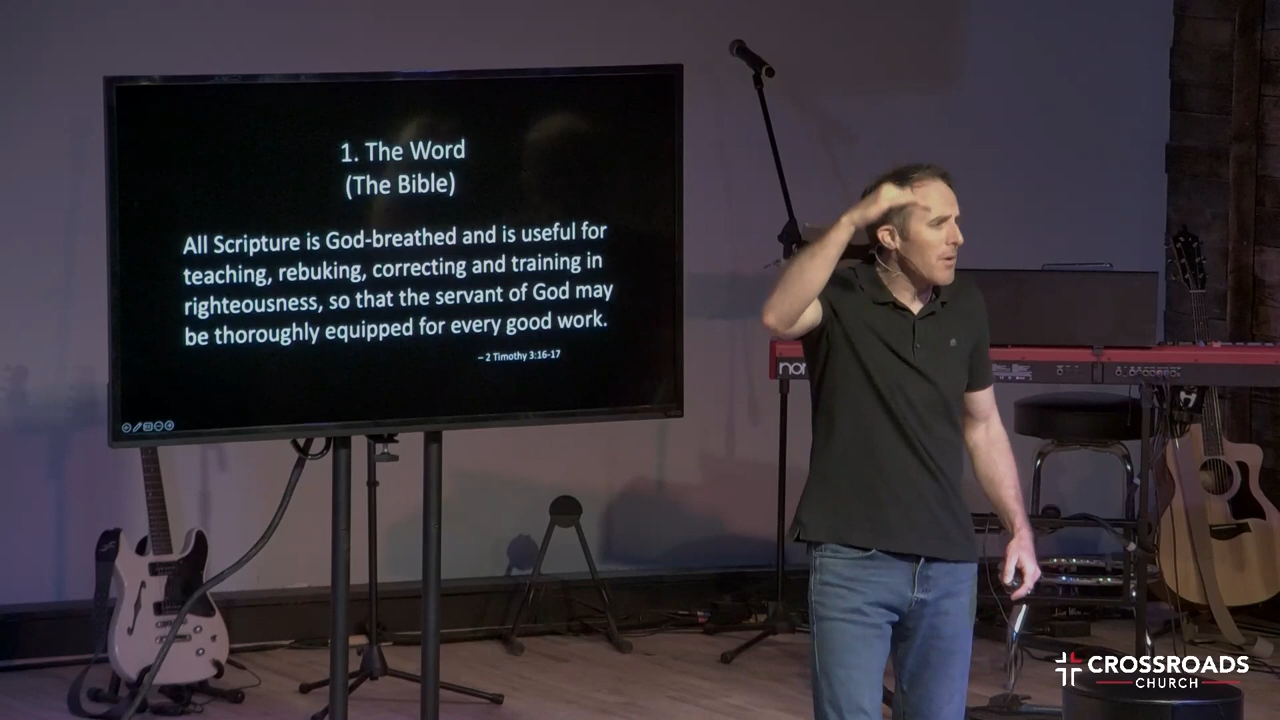 1. The Word
(The Bible)
All Scripture is God-breathed and is useful for
teaching, rebuking, correcting and training in
righteousness, so that the servant of God may
be thoroughly equipped for every good work.
– 2 Timothy 3:16-17
nor
CROSSROADS
CHURCH